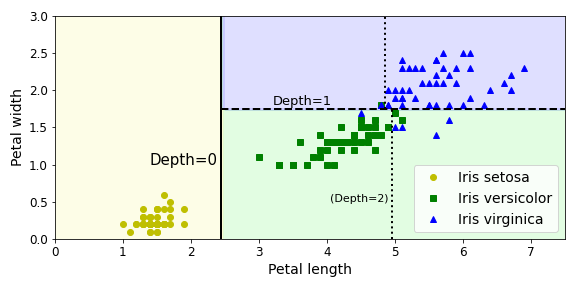 3.0
2.5
2.0
1.5
1.0
0.5
0.0
Petal width
Depth=1
Depth=0
(Depth=2)
Iris setosa
Iris versicolor
Iris virginica
0
1
2
3
4
5
6
7
Petal length